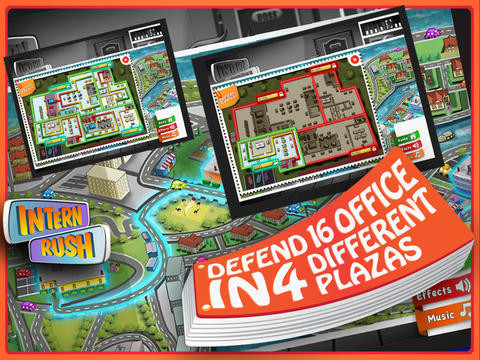 INTERN
RUSH
DEFEND 16 OFFICE
IN 4 DIFFERENT
PLAZAS
Effects
Music